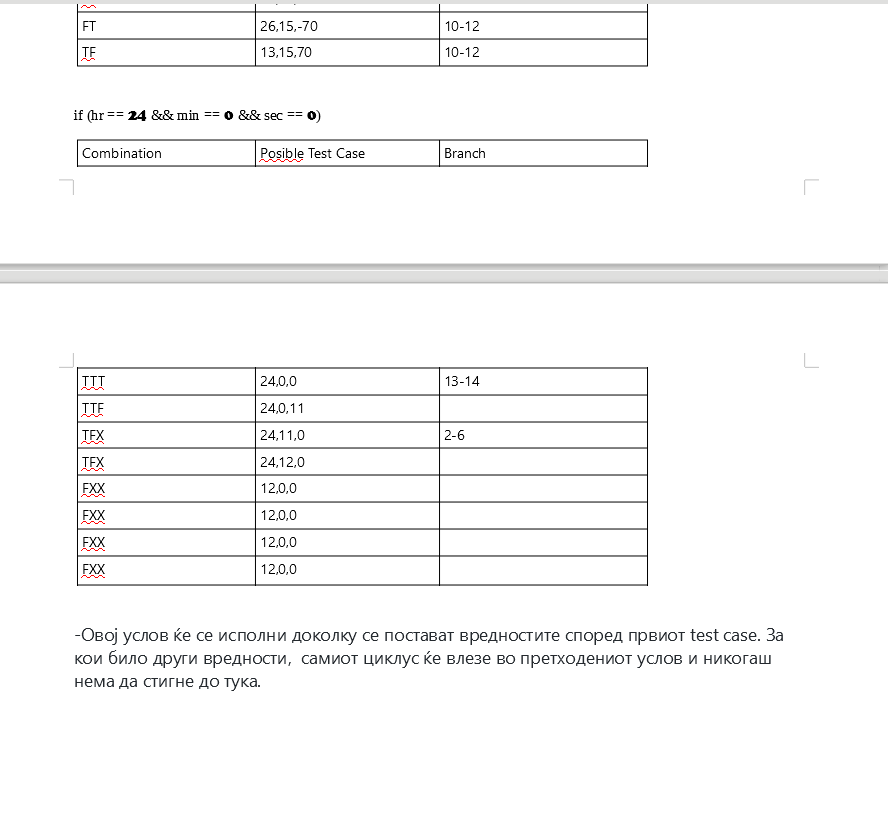 FT 26,15,-70 10-12
TF 13,15,70 10-12
if (hr == 24 && min == 0 && sec == 0)
Combination Posible Test Case Branch
TTT 24,0,0 13-14
TTF 24,0,11
TFX 24,11,0 2-6
TFX 24,12,0
FXX 12,0,0
FXX 12,0,0
FXX 12,0,0
FXX 12,0,0
-Овој услов ќе се исполни доколку се постават вредностите според првиот test case. За
кои било други вредности, самиот циклус ќе влезе во претходениот услов и никогаш
нема да стигне до тука.